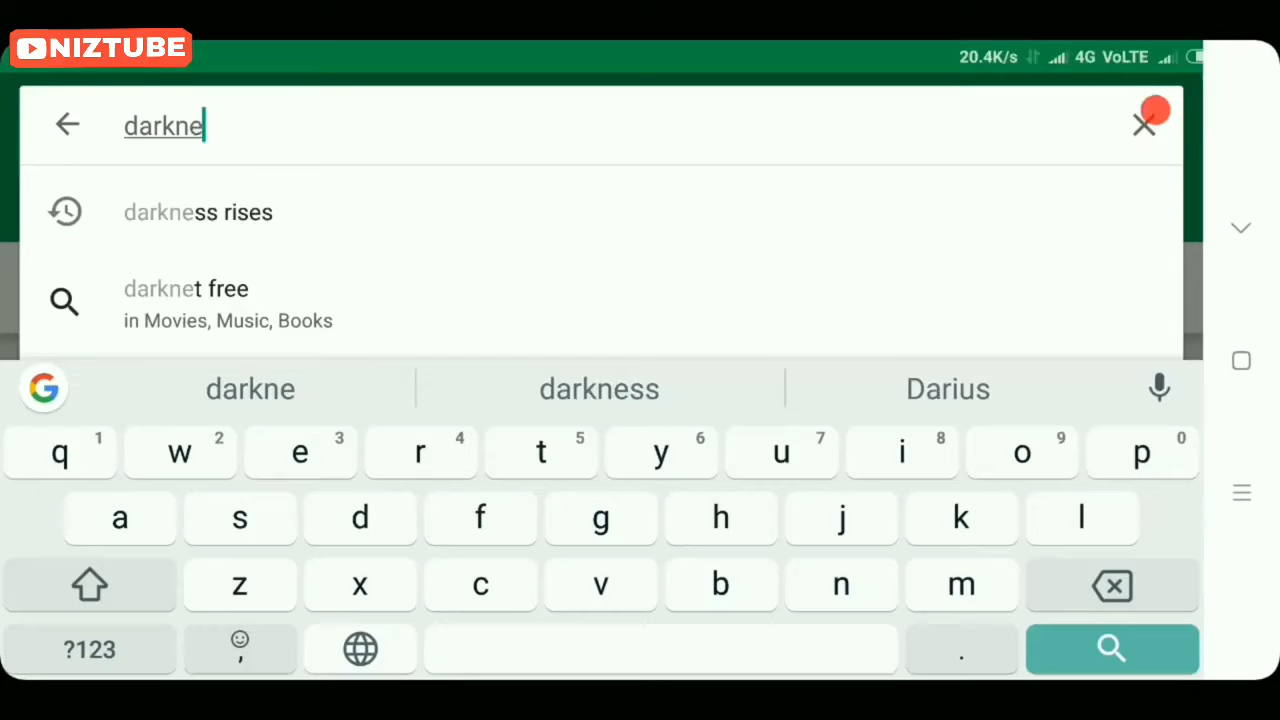 NIZTUBE
20.4K/s 4G VoLTE
darkne
darkness rises
darknet free
in Movies, Music, Books
darkne darkness Darius
q 1 w 2 e 3 r 4 t 5 y 6 u 7 i 8 o 9 p 0
a s d f g h j k l
z x c v b n m
?123 , .